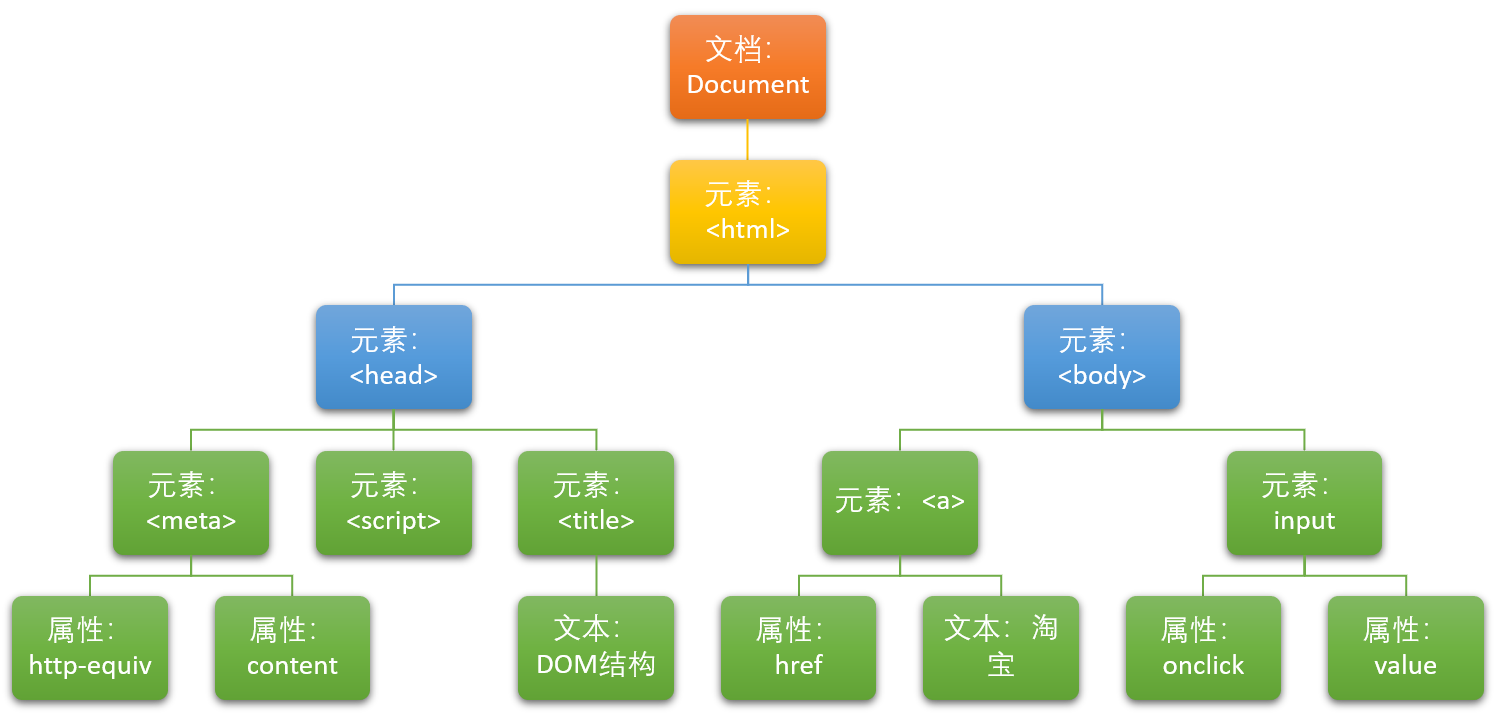 文档：
Document
元素：
<html>
元素：
<head>
元素：
<body>
元素：
<meta>
元素：
<script>
元素：
<title>
元素： <a>
元素：
input
属性：
http-equiv
属性：
content
文本：
DOM结构
属性：
href
文本： 淘
宝
属性：
onclick
属性：
value